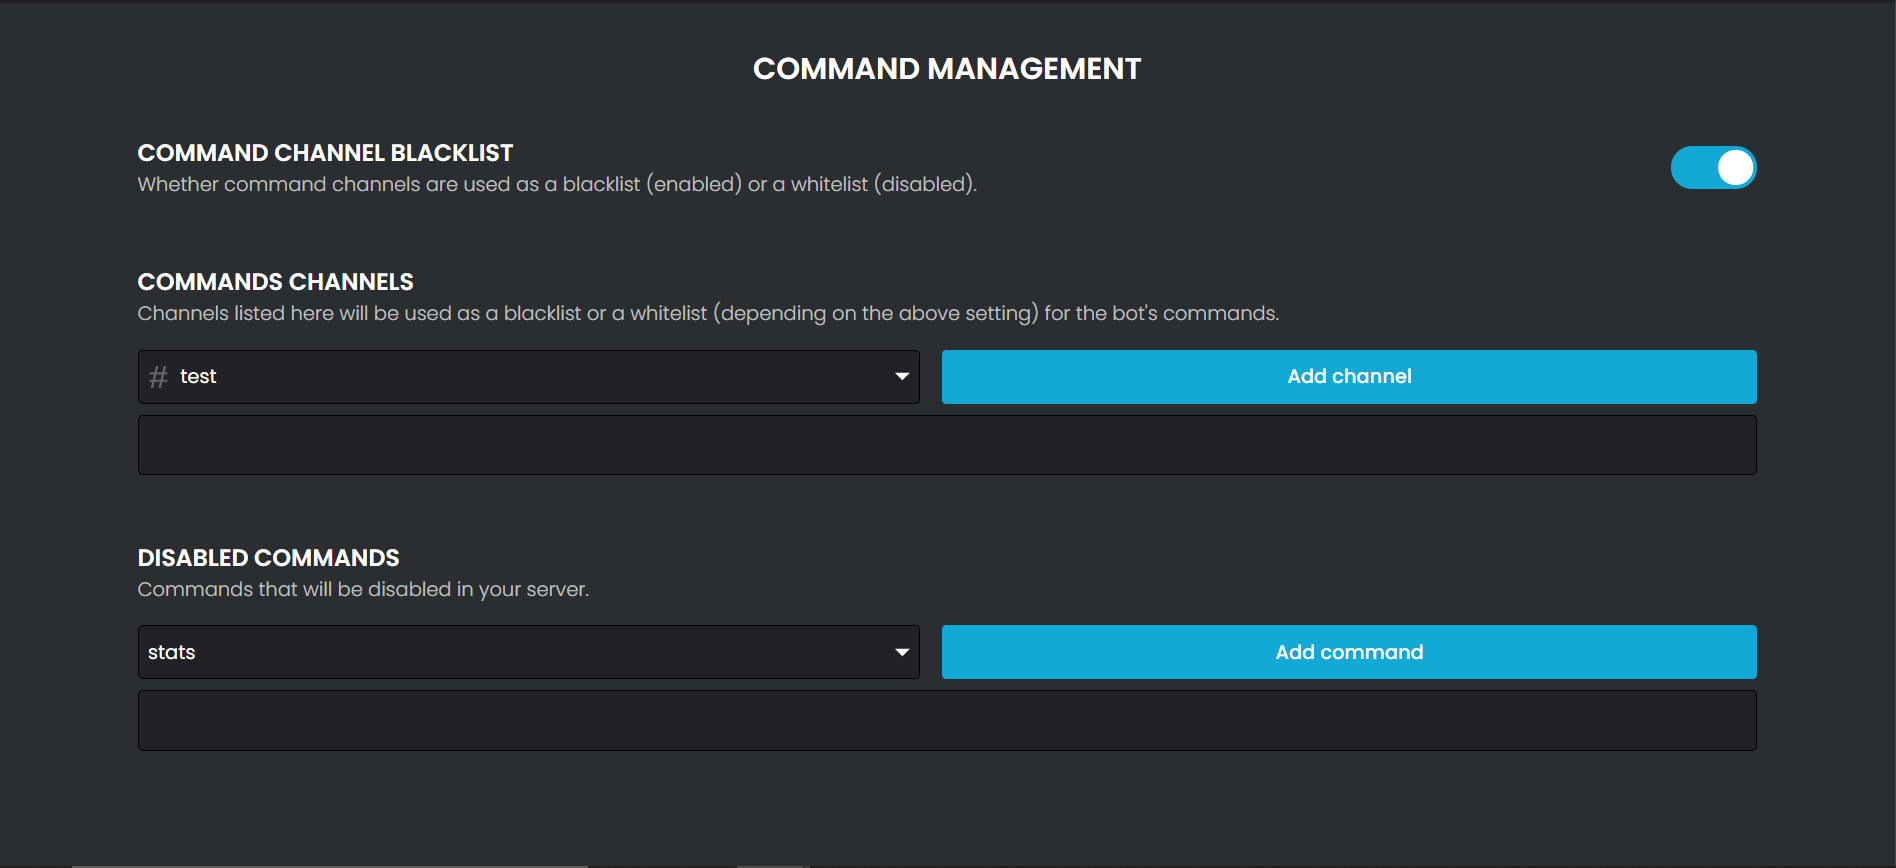 COMMAND MANAGEMENT
COMMAND CHANNEL BLACKLIST
Whether command channels are used as a blacklist (enabled) or a whitelist (disabled).
COMMANDS CHANNELS
Channels listed here will be used as a blacklist or a whitelist (depending on the above setting) for the bot's commands.
# test
Add channel
DISABLED COMMANDS
Commands that will be disabled in your server.
stats
Add command